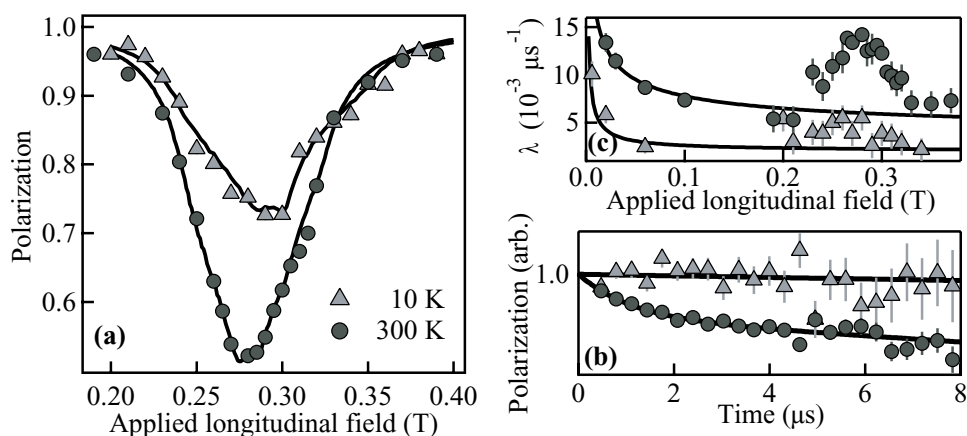 1.0
0.9
0.8
0.7
0.6
Polarization
(a)
10 K
300 K
0.20 0.25 0.30 0.35 0.40
Applied longitudinal field (T)
15
10
5
λ (10⁻³ μs⁻¹)
(c)
0.0 0.1 0.2 0.3
Applied longitudinal field (T)
1.0
Polarization (arb.)
(b)
0 2 4 6 8
Time (μs)